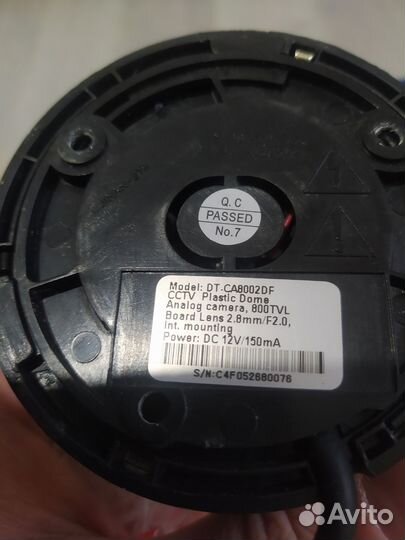 Q.C
PASSED
No.7
Model: DT-CA8002DF
CCTV Plastic Dome
Analog camera, 800TVL
Board Lens 2.8mm/F2.0,
Int. mounting
Power: DC 12V/150mA
S/N:C4F052680076
Avito